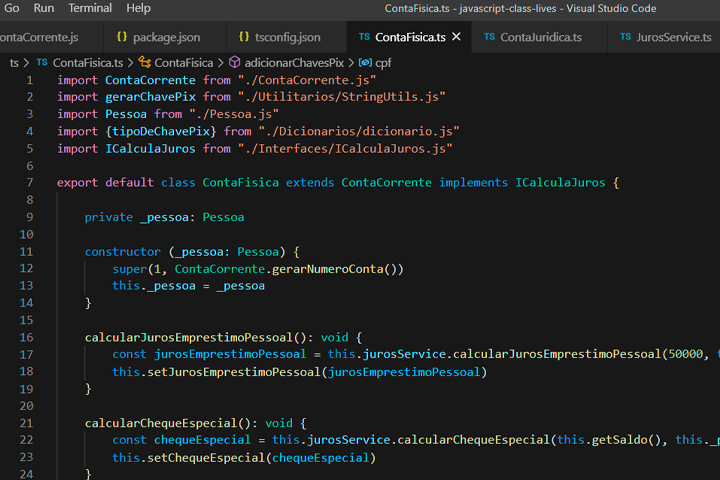 Go Run Terminal Help ContaFisica.ts - javascript-class-lives - Visual Studio Code
ontaCorrente.js {} package.json {} tsconfig.json TS ContaFisica.ts × TS ContaJuridica.ts TS JurosService.ts
ts > TS ContaFisica.ts > ContaFisica > adicionarChavesPix > cpf
1 import ContaCorrente from "./ContaCorrente.js"
2 import gerarChavePix from "./Utilitarios/StringUtils.js"
3 import Pessoa from "./Pessoa.js"
4 import {tipoDeChavePix} from "./Dicionarios/dicionario.js"
5 import ICalculaJuros from "./Interfaces/ICalculaJuros.js"
6
7 export default class ContaFisica extends ContaCorrente implements ICalculaJuros {
8
9 private _pessoa: Pessoa
10
11 constructor (_pessoa: Pessoa) {
12 super(1, ContaCorrente.gerarNumeroConta())
13 this._pessoa = _pessoa
14 }
15
16 calcularJurosEmprestimoPessoal(): void {
17 const jurosEmprestimoPessoal = this.jurosService.calcularJurosEmprestimoPessoal(50000, t
18 this.setJurosEmprestimoPessoal(jurosEmprestimoPessoal)
19 }
20
21 calcularChequeEspecial(): void {
22 const chequeEspecial = this.jurosService.calcularChequeEspecial(this.getSaldo(), this._p
23 this.setChequeEspecial(chequeEspecial)
24 }